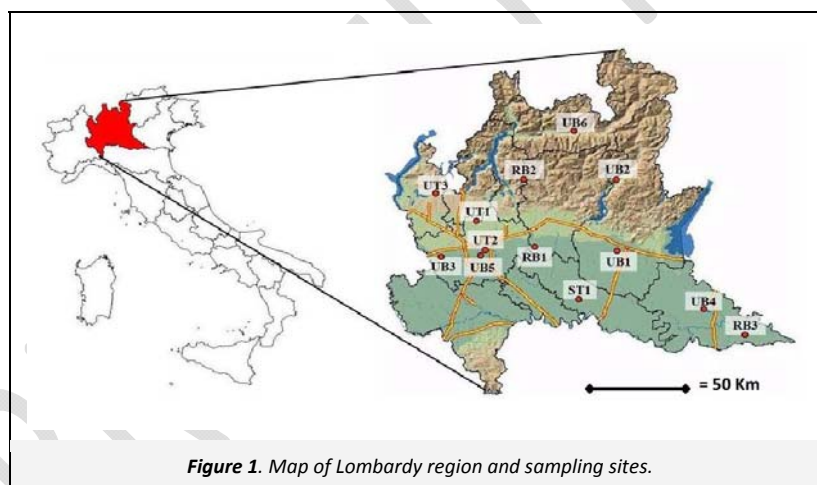 UB6
RB2
UB2
UT3
UT1
UT2
RB1
UB3
UB5
UB1
ST1
UB4
RB3
= 50 Km
Figure 1. Map of Lombardy region and sampling sites.